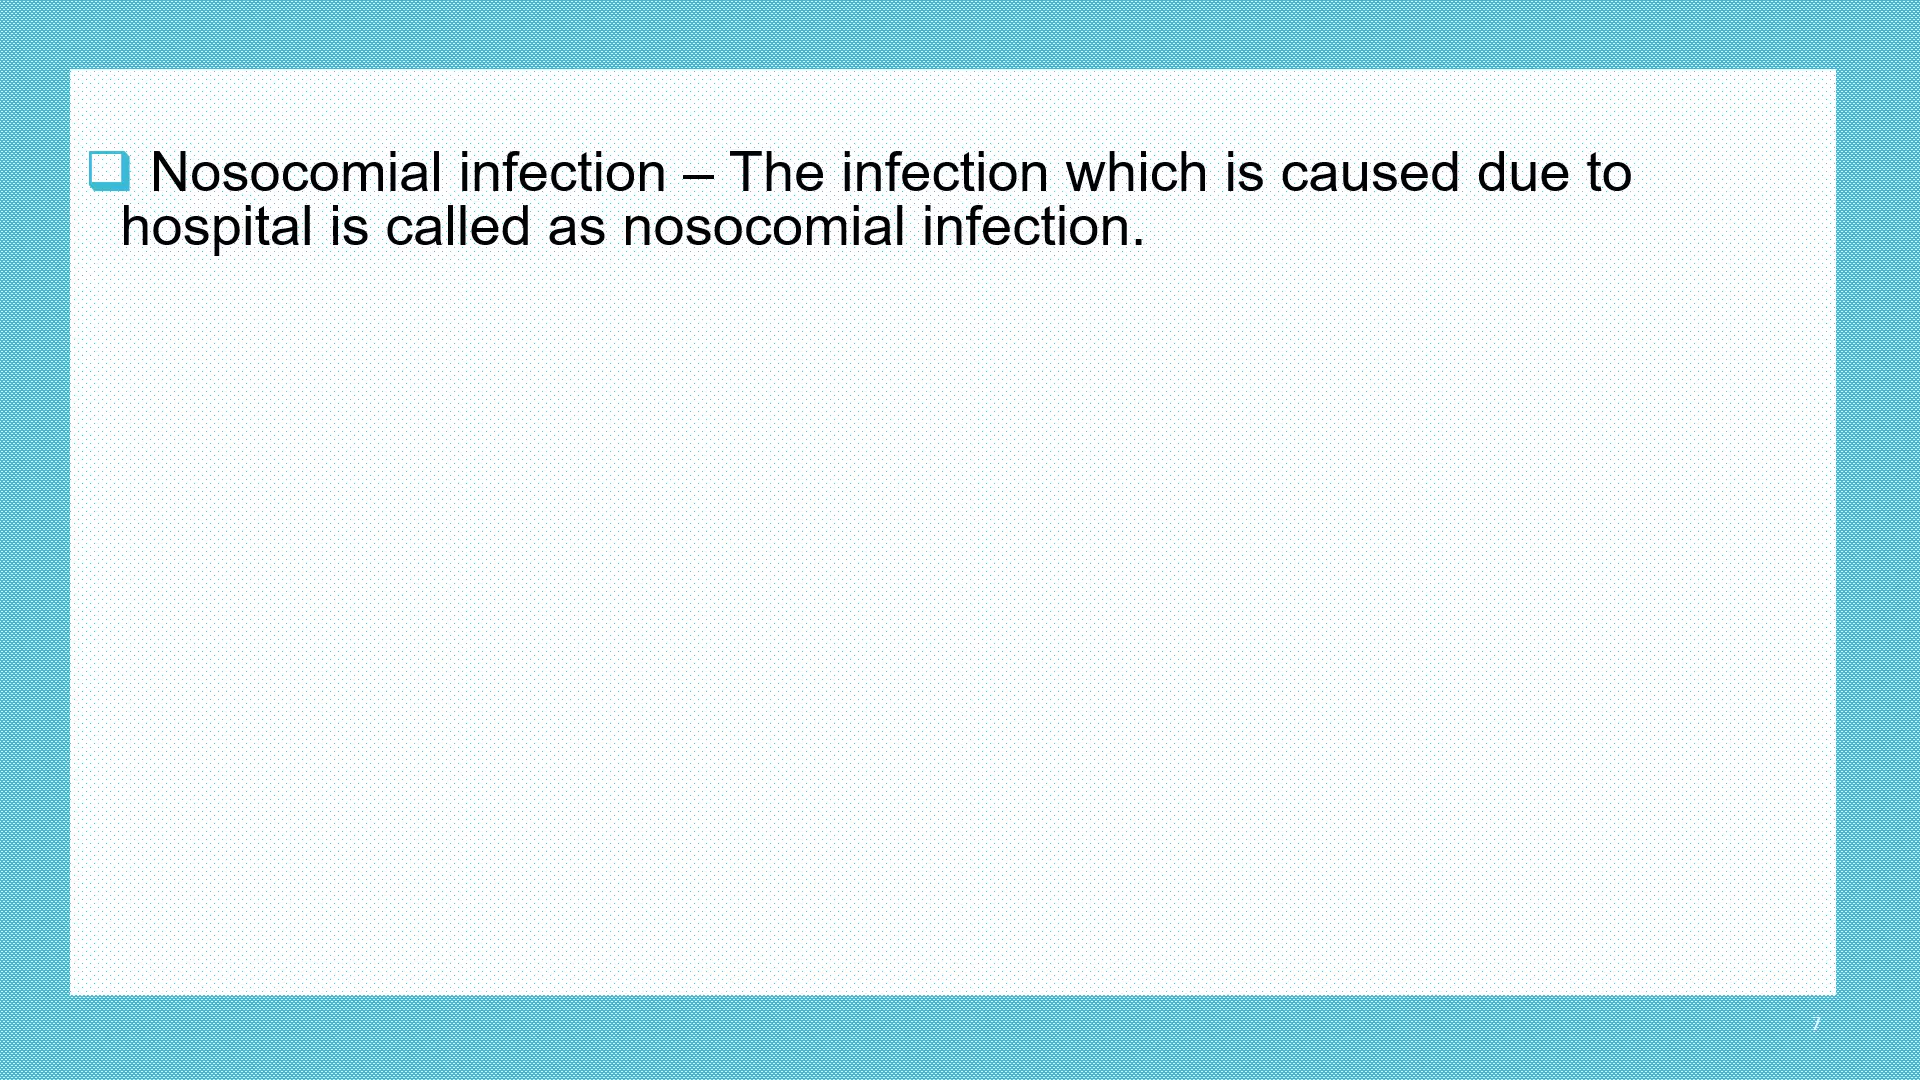 ❑ Nosocomial infection – The infection which is caused due to
hospital is called as nosocomial infection.
7